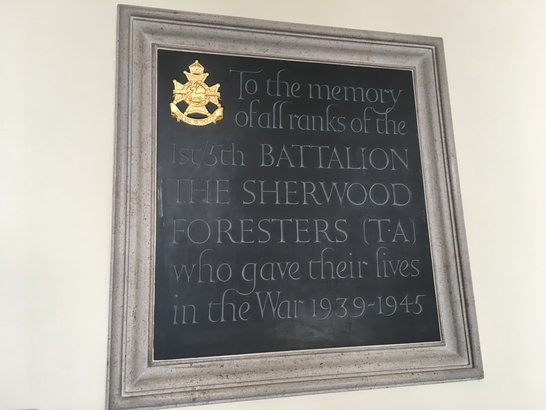 To the memory
of all ranks of the
1st/5th BATTALION
THE SHERWOOD
FORESTERS (T·A)
who gave their lives
in the War 1939-1945